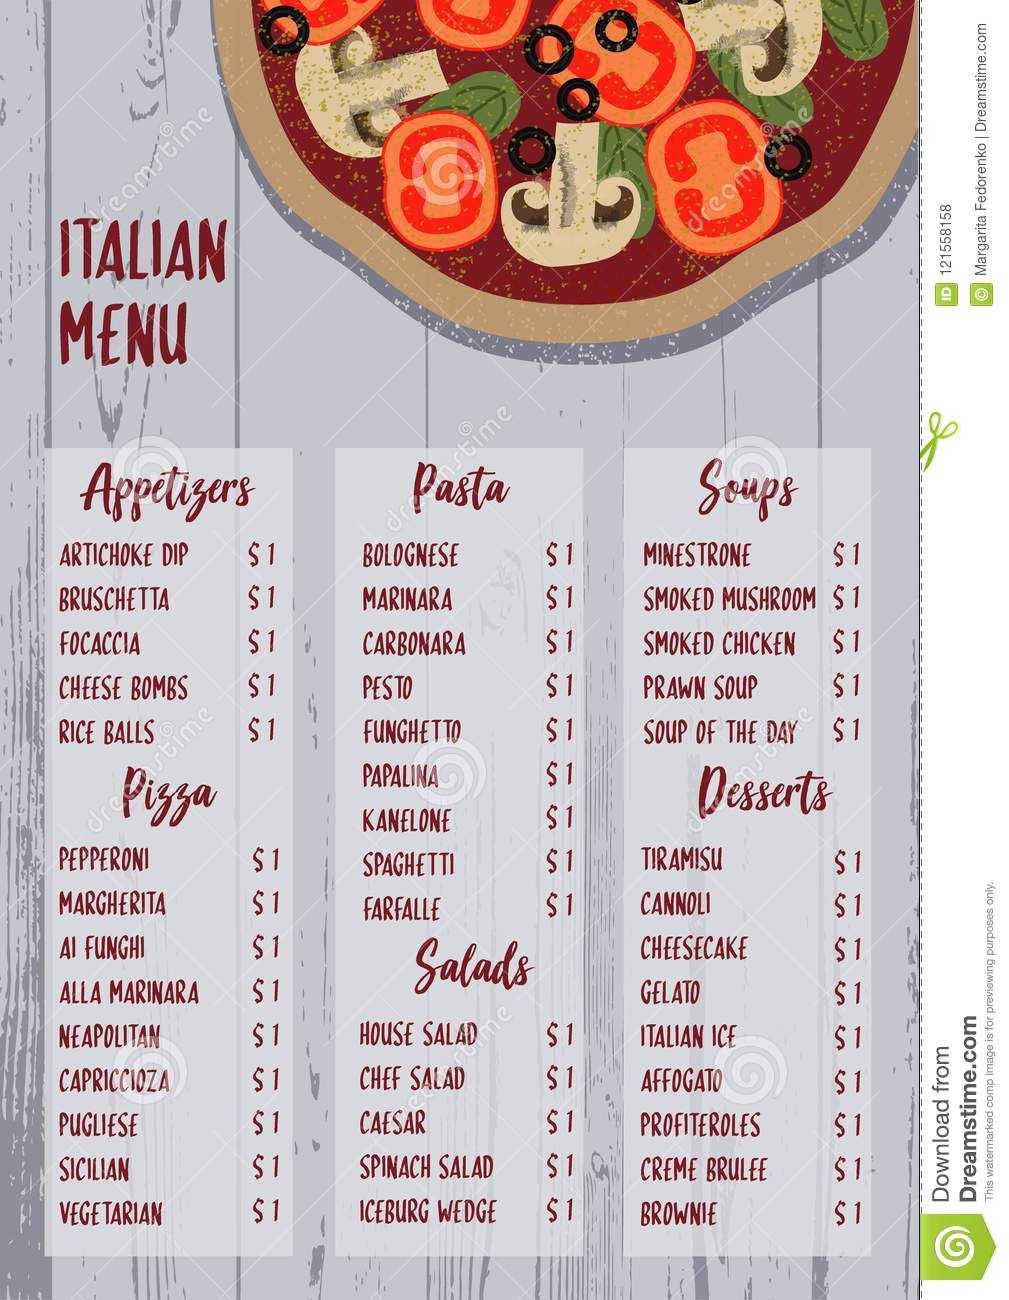 ITALIAN
MENU
Appetizers
ARTICHOKE DIP $1
BRUSCHETTA $1
FOCACCIA $1
CHEESE BOMBS $1
RICE BALLS $1
Pizza
PEPPERONI $1
MARGHERITA $1
AI FUNGHI $1
ALLA MARINARA $1
NEAPOLITAN $1
CAPRICCIOZA $1
PUGLIESE $1
SICILIAN $1
VEGETARIAN $1
Pasta
BOLOGNESE $1
MARINARA $1
CARBONARA $1
PESTO $1
FUNGHETTO $1
PAPALINA $1
KANELONE $1
SPAGHETTI $1
FARFALLE $1
Salads
HOUSE SALAD $1
CHEF SALAD $1
CAESAR $1
SPINACH SALAD $1
ICEBURG WEDGE $1
Soups
MINESTRONE $1
SMOKED MUSHROOM $1
SMOKED CHICKEN $1
PRAWN SOUP $1
SOUP OF THE DAY $1
Desserts
TIRAMISU $1
CANNOLI $1
CHEESECAKE $1
GELATO $1
ITALIAN ICE $1
AFFOGATO $1
PROFITEROLES $1
CREME BRULEE $1
BROWNIE $1
dreamstime
ID 121558158
© Margarita Fedorenko | Dreamstime.com
Download from
Dreamstime.com
This watermarked comp image is for previewing purposes only.